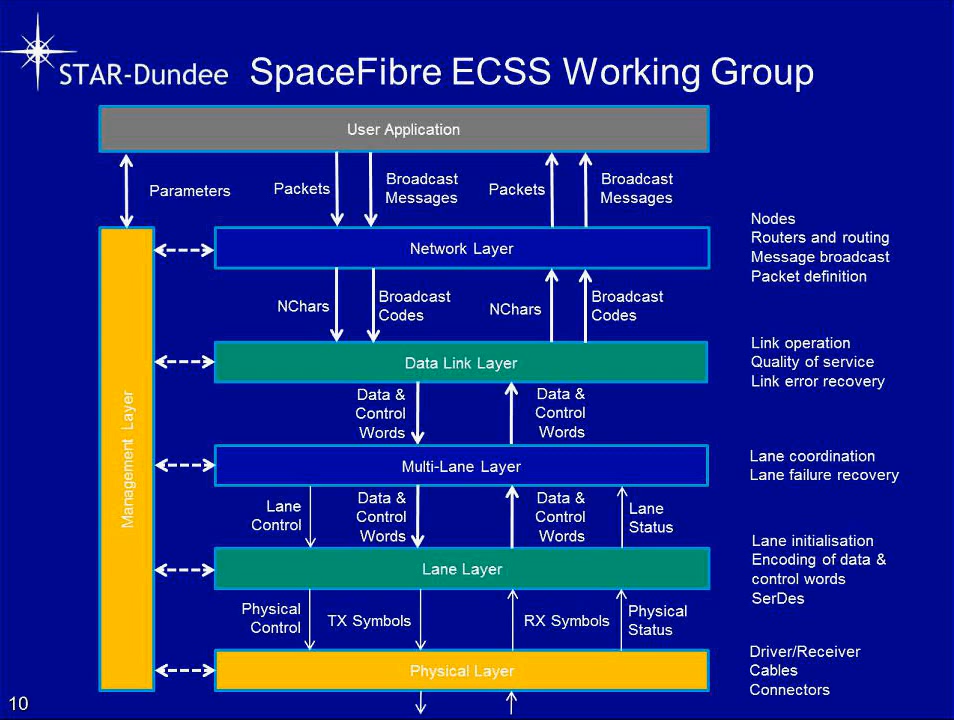 STAR-Dundee SpaceFibre ECSS Working Group
User Application
Parameters
Packets
Broadcast
Messages
Packets
Broadcast
Messages
Network Layer
Nodes
Routers and routing
Message broadcast
Packet definition
NChars
Broadcast
Codes
NChars
Broadcast
Codes
Data Link Layer
Link operation
Quality of service
Link error recovery
Management Layer
Data &
Control
Words
Data &
Control
Words
Multi-Lane Layer
Lane coordination
Lane failure recovery
Lane
Control
Data &
Control
Words
Data &
Control
Words
Lane
Status
Lane Layer
Lane initialisation
Encoding of data &
control words
SerDes
Physical
Control
TX Symbols
RX Symbols
Physical
Status
Physical Layer
Driver/Receiver
Cables
Connectors
10